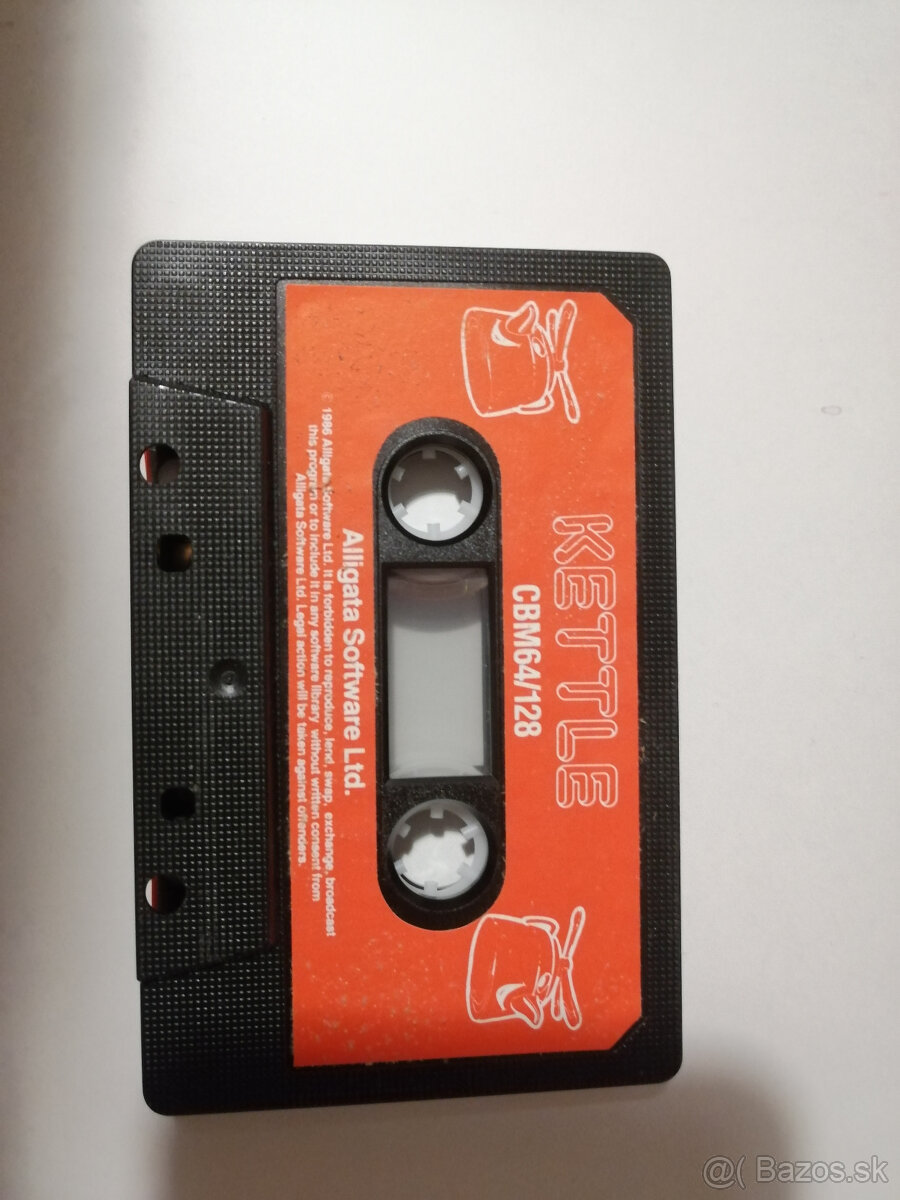 KETTLE
CBM64/128
Alligata Software Ltd.
© 1986 Alligata Software Ltd. It is forbidden to reproduce, lend, swap, exchange, broadcast
this program or to include it in any software library without written consent from
Alligata Software Ltd. Legal action will be taken against offenders.
@( Bazos.sk